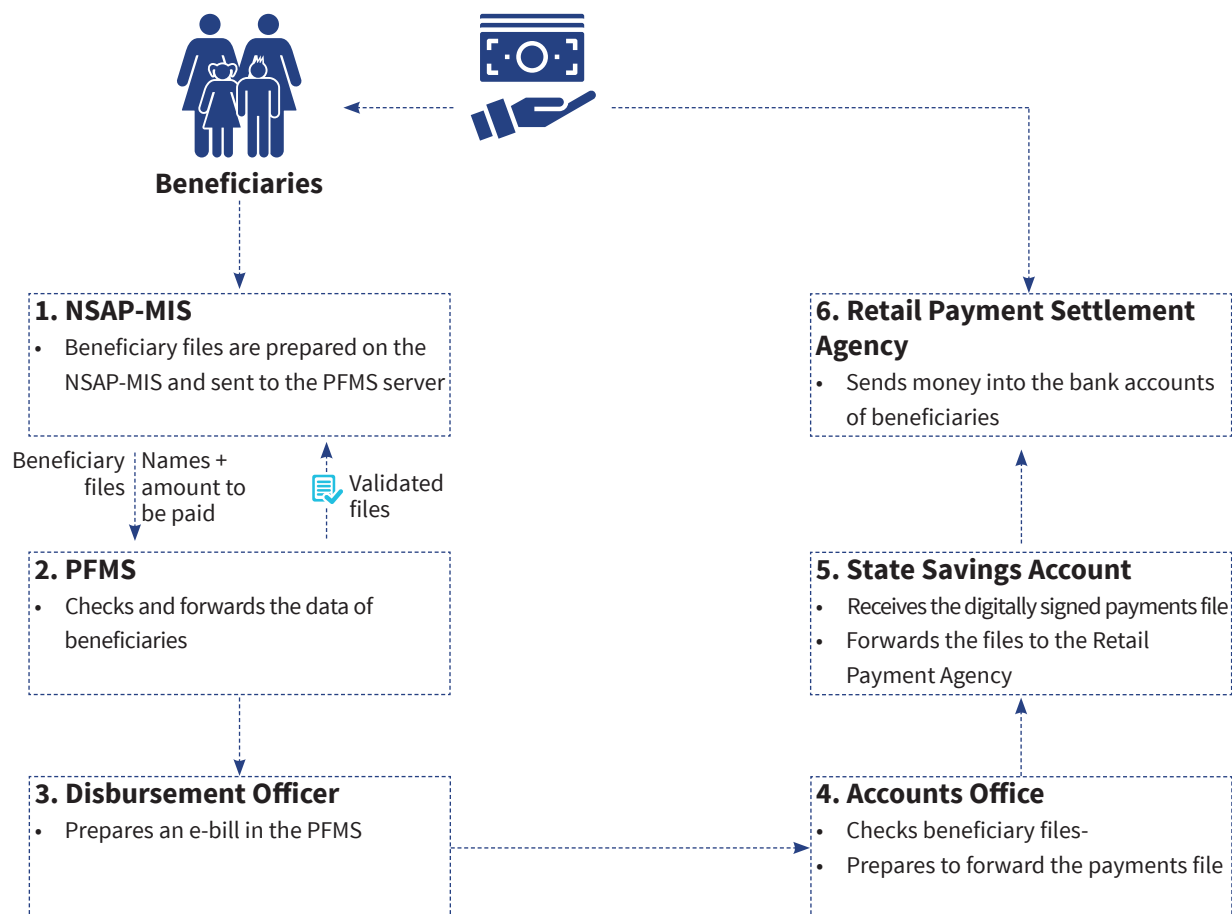 Beneficiaries
1. NSAP-MIS
• Beneficiary files are prepared on the
NSAP-MIS and sent to the PFMS server
Beneficiary
files
Names +
amount to
be paid
Validated
files
2. PFMS
• Checks and forwards the data of
beneficiaries
3. Disbursement Officer
• Prepares an e-bill in the PFMS
4. Accounts Office
• Checks beneficiary files-
• Prepares to forward the payments file
5. State Savings Account
• Receives the digitally signed payments file
• Forwards the files to the Retail
Payment Agency
6. Retail Payment Settlement
Agency
• Sends money into the bank accounts
of beneficiaries